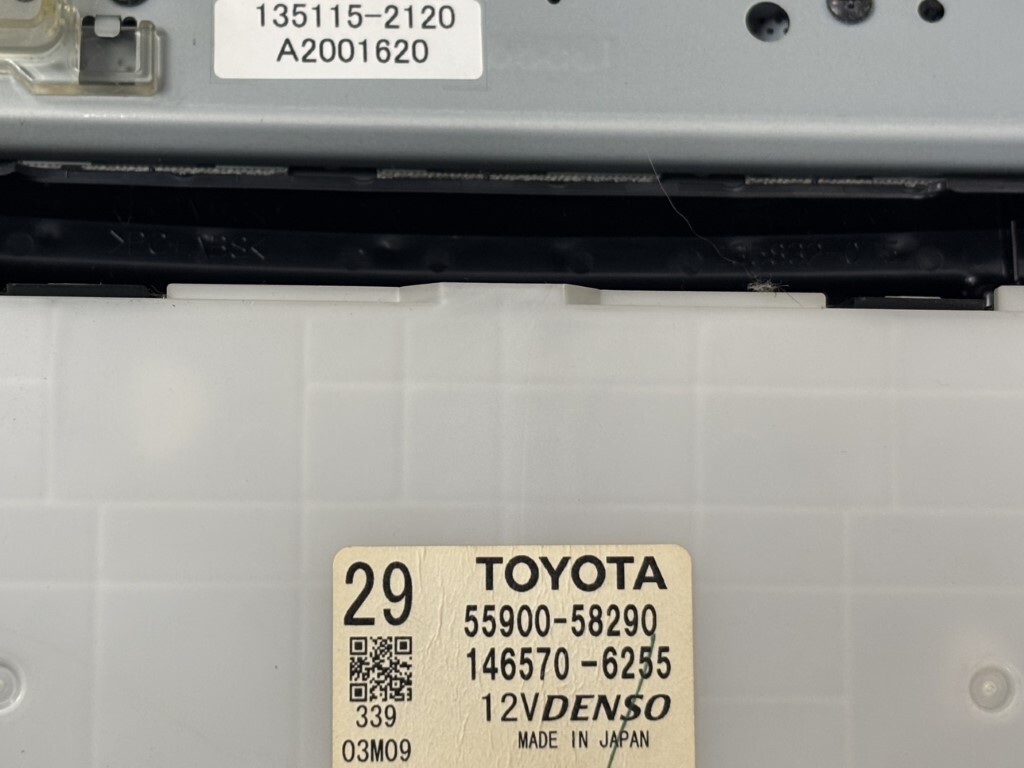 135115-2120
A2001620
29
TOYOTA
55900-58290
146570-6255
12V DENSO
339
MADE IN JAPAN
03M09